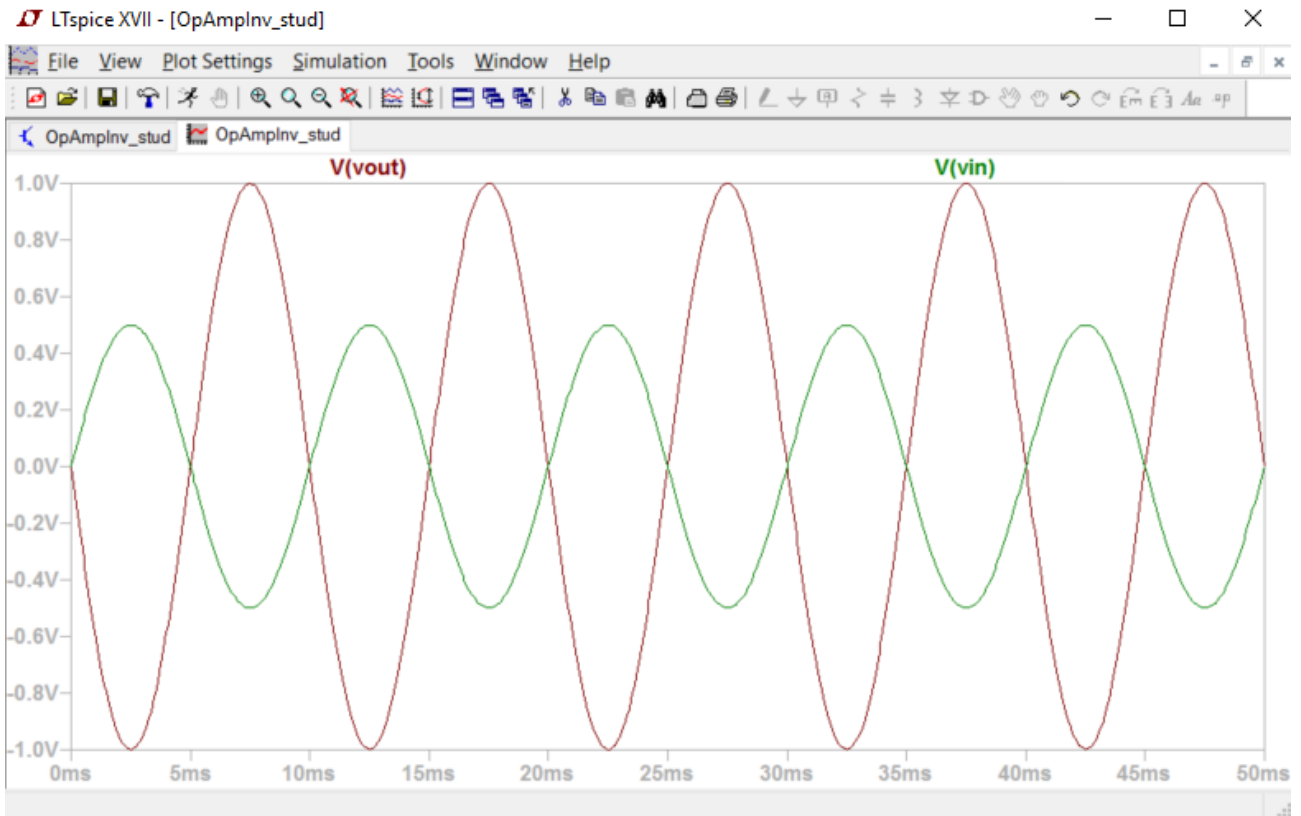 LTspice XVII - [OpAmpInv_stud]
File View Plot Settings Simulation Tools Window Help
OpAmpInv_stud OpAmpInv_stud
V(vout) V(vin)
1.0V
0.8V
0.6V
0.4V
0.2V
0.0V
-0.2V
-0.4V
-0.6V
-0.8V
-1.0V
0ms 5ms 10ms 15ms 20ms 25ms 30ms 35ms 40ms 45ms 50ms